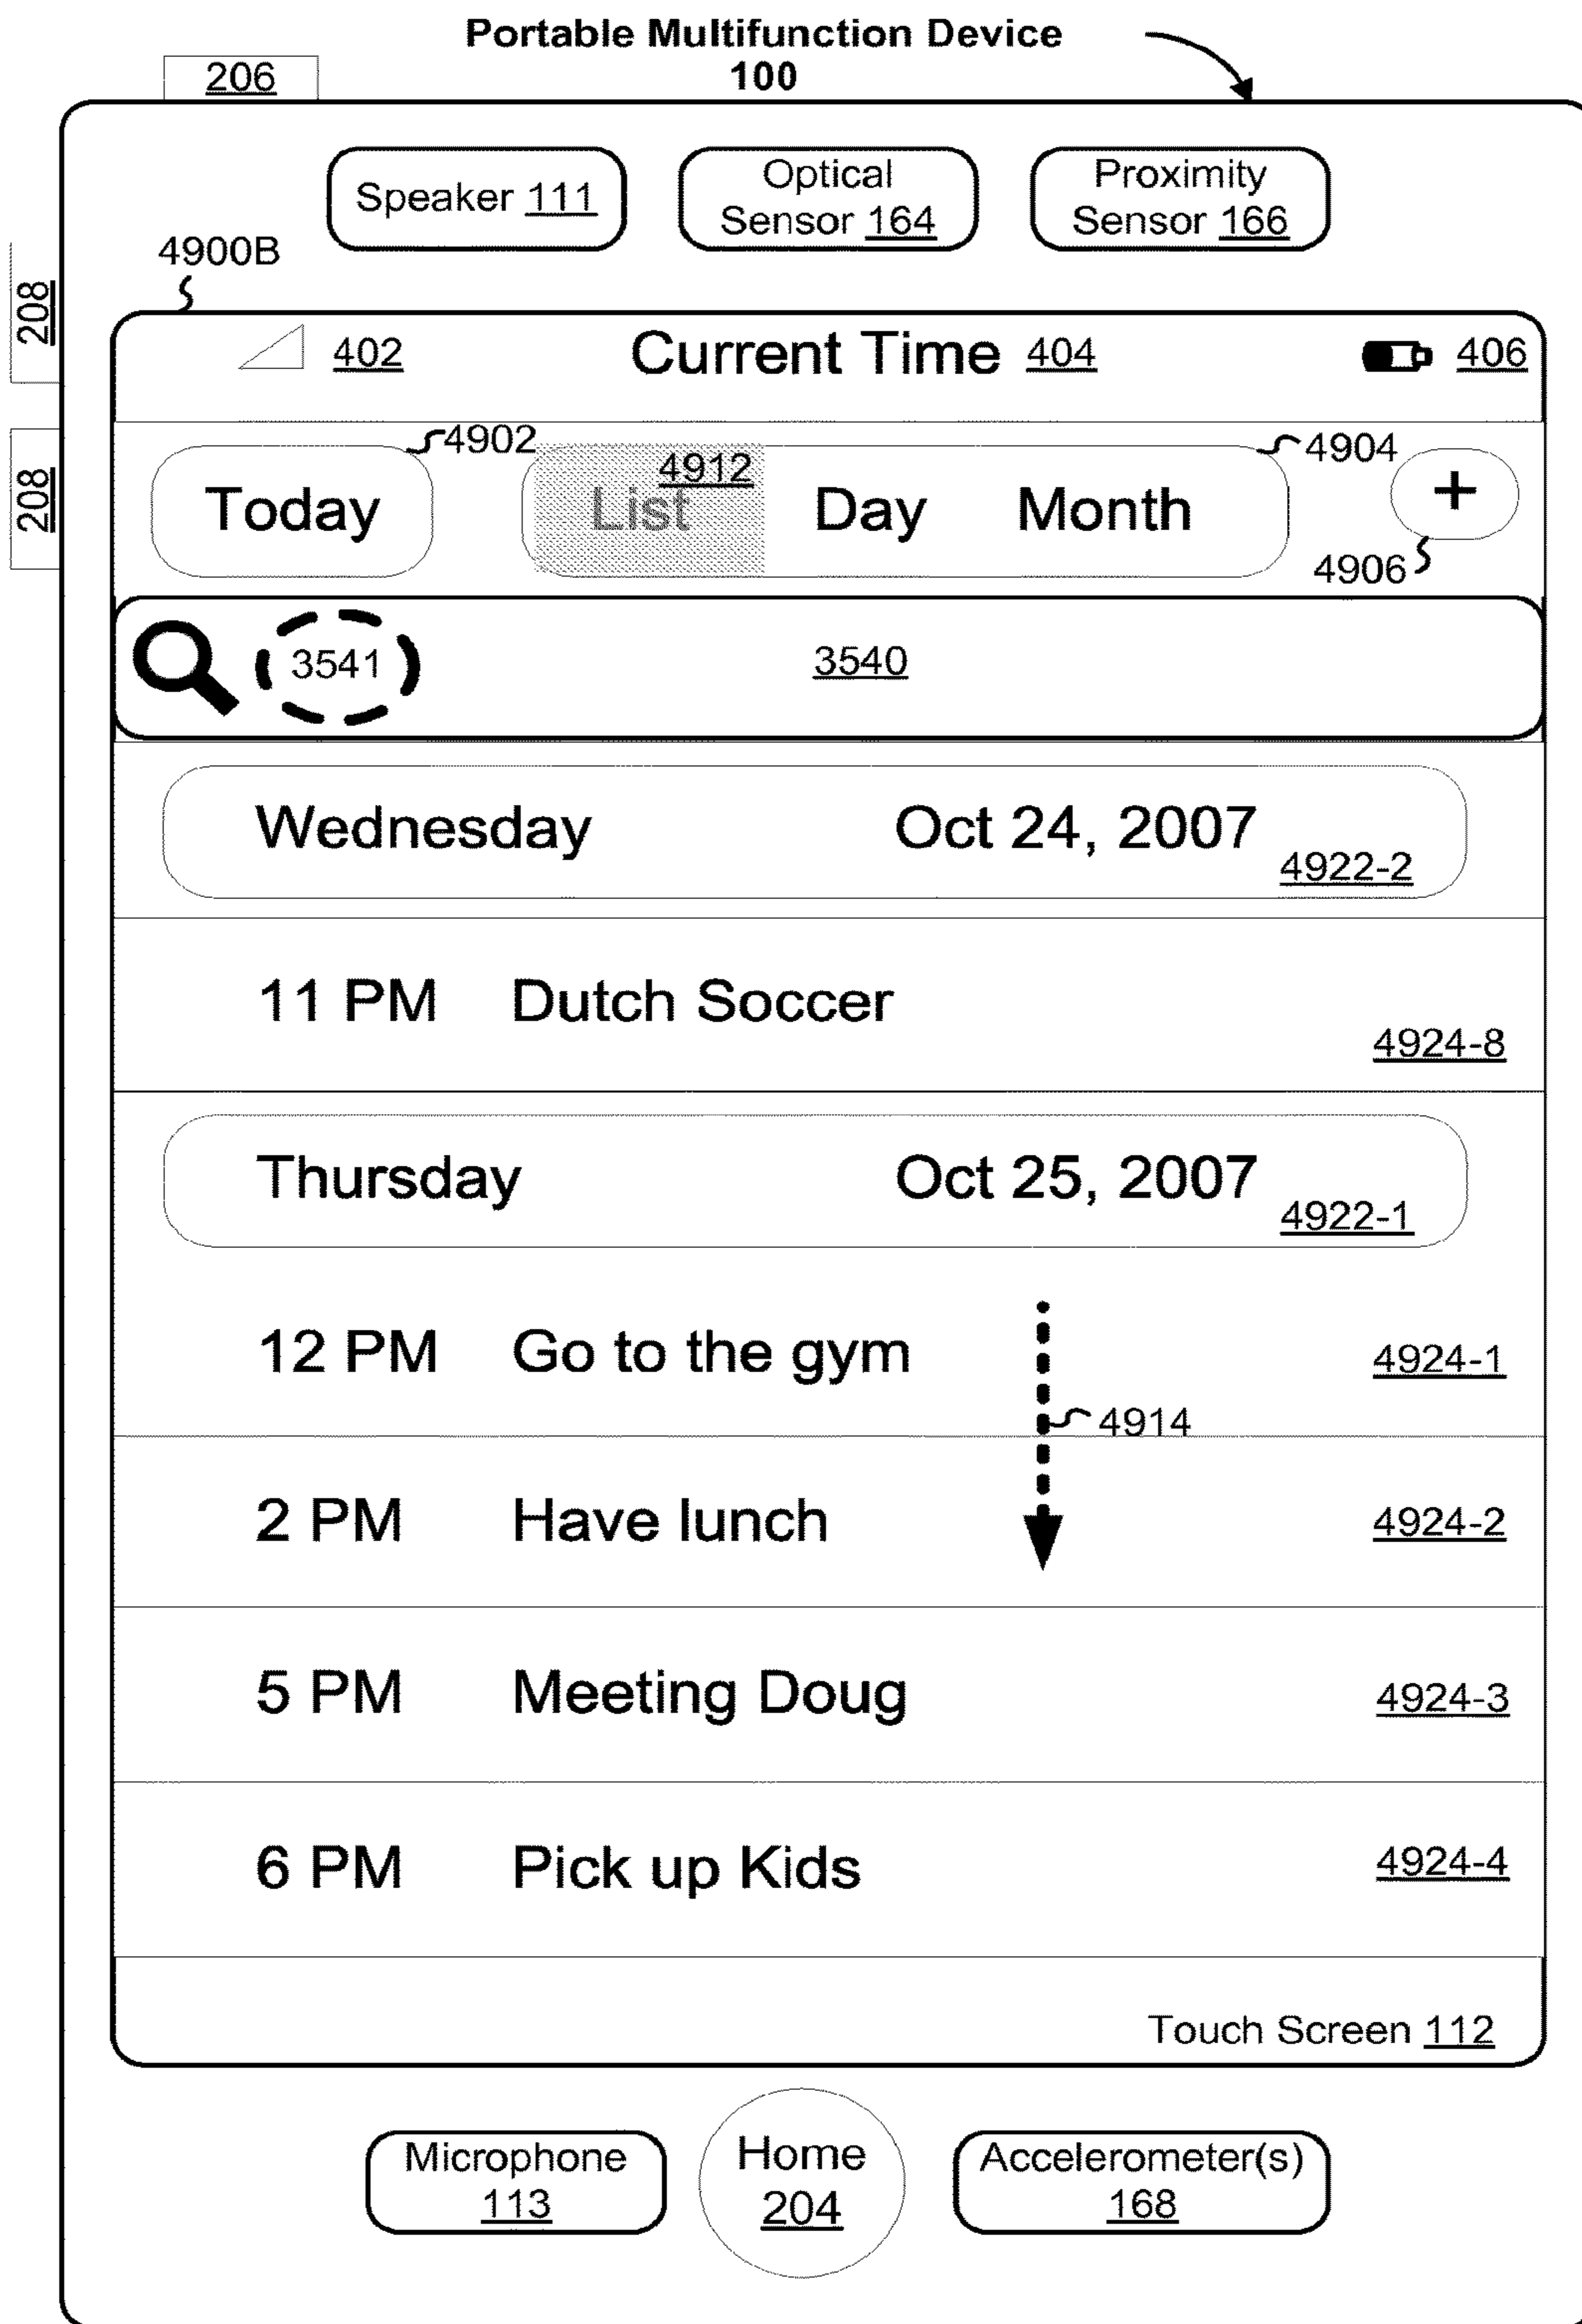 Portable Multifunction Device
100
206
Speaker 111
Optical
Sensor 164
Proximity
Sensor 166
4900B
208
208
402
Current Time 404
406
4902
4912
4904
Today
List
Day
Month
+
4906
3541
3540
Wednesday
Oct 24, 2007
4922-2
11 PM Dutch Soccer
4924-8
Thursday
Oct 25, 2007
4922-1
12 PM Go to the gym
4924-1
4914
2 PM Have lunch
4924-2
5 PM Meeting Doug
4924-3
6 PM Pick up Kids
4924-4
Touch Screen 112
Microphone
113
Home
204
Accelerometer(s)
168